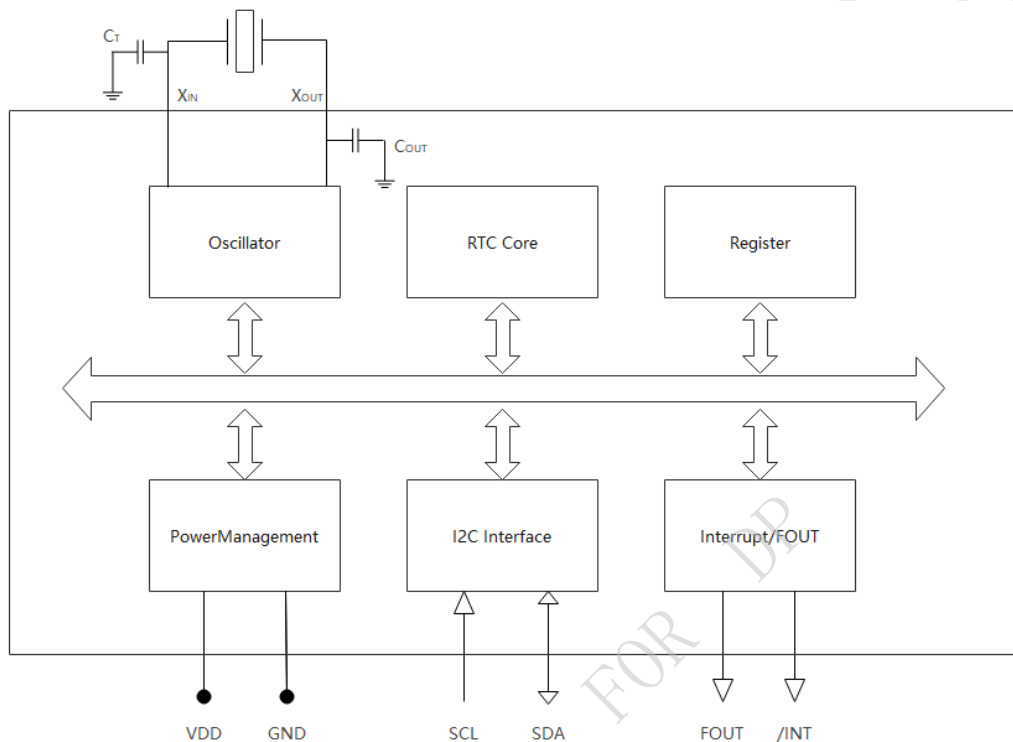 CT
XIN
XOUT
COUT
Oscillator
RTC Core
Register
PowerManagement
I2C Interface
Interrupt/FOUT
FOR DP
VDD
GND
SCL
SDA
FOUT
/INT